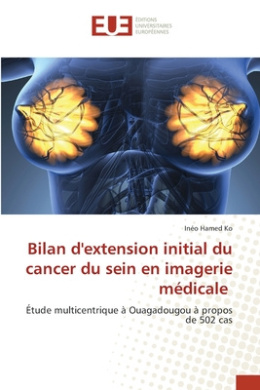 EUE
ÉDITIONS
UNIVERSITAIRES
EUROPÉENNES
Inéo Hamed Ko
Bilan d'extension initial du
cancer du sein en imagerie
médicale
Étude multicentrique à Ouagadougou à propos
de 502 cas